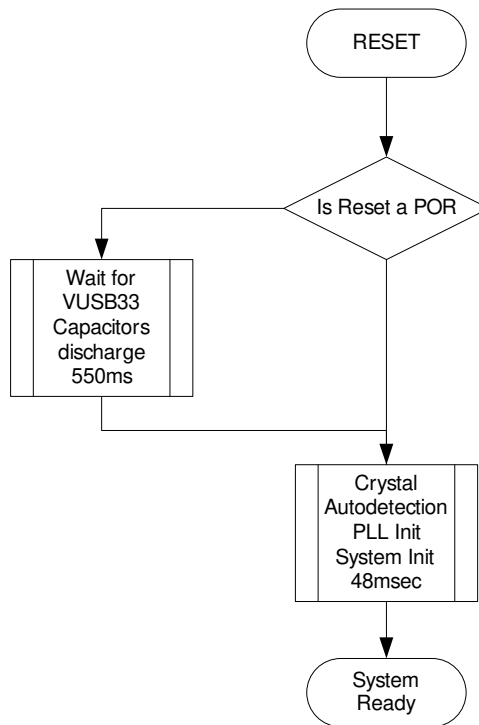 RESET
Is Reset a POR
Wait for
VUSB33
Capacitors
discharge
550ms
Crystal
Autodetection
PLL Init
System Init
48msec
System
Ready